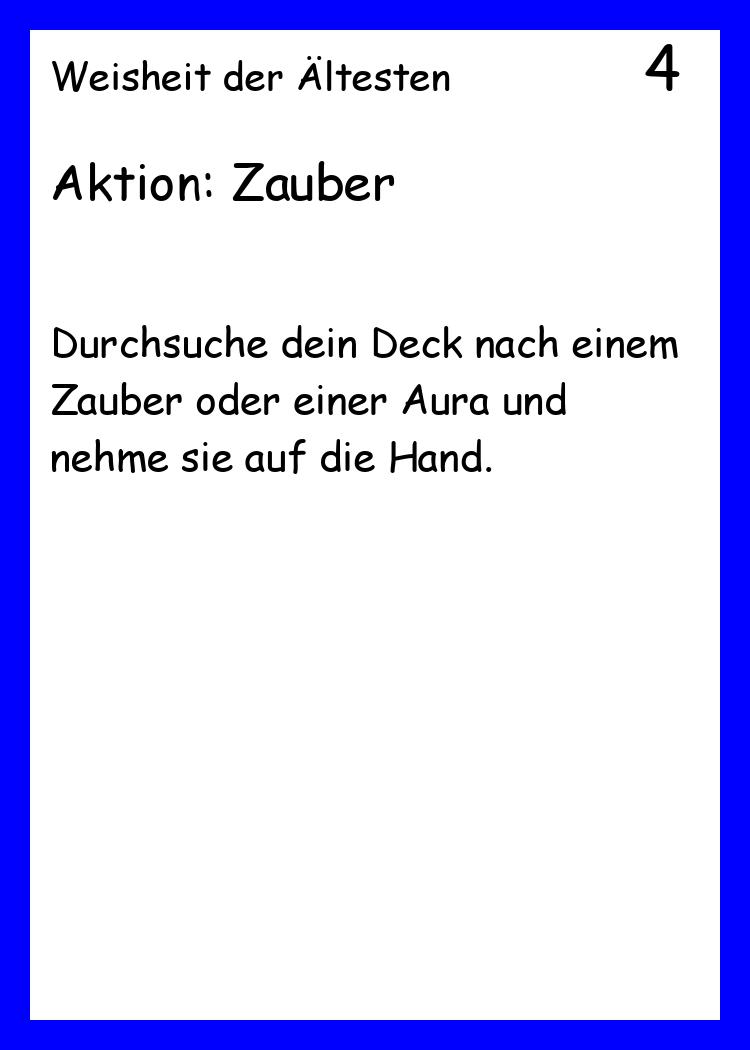 Weisheit der Ältesten 4
Aktion: Zauber
Durchsuche dein Deck nach einem
Zauber oder einer Aura und
nehme sie auf die Hand.